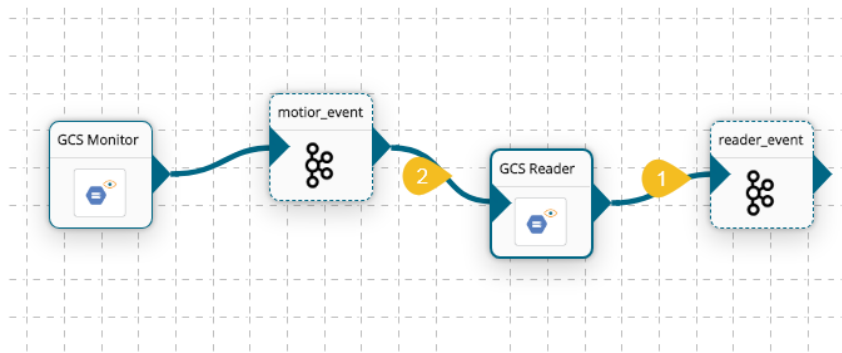 GCS Monitor
motior_event
2
GCS Reader
1
reader_event